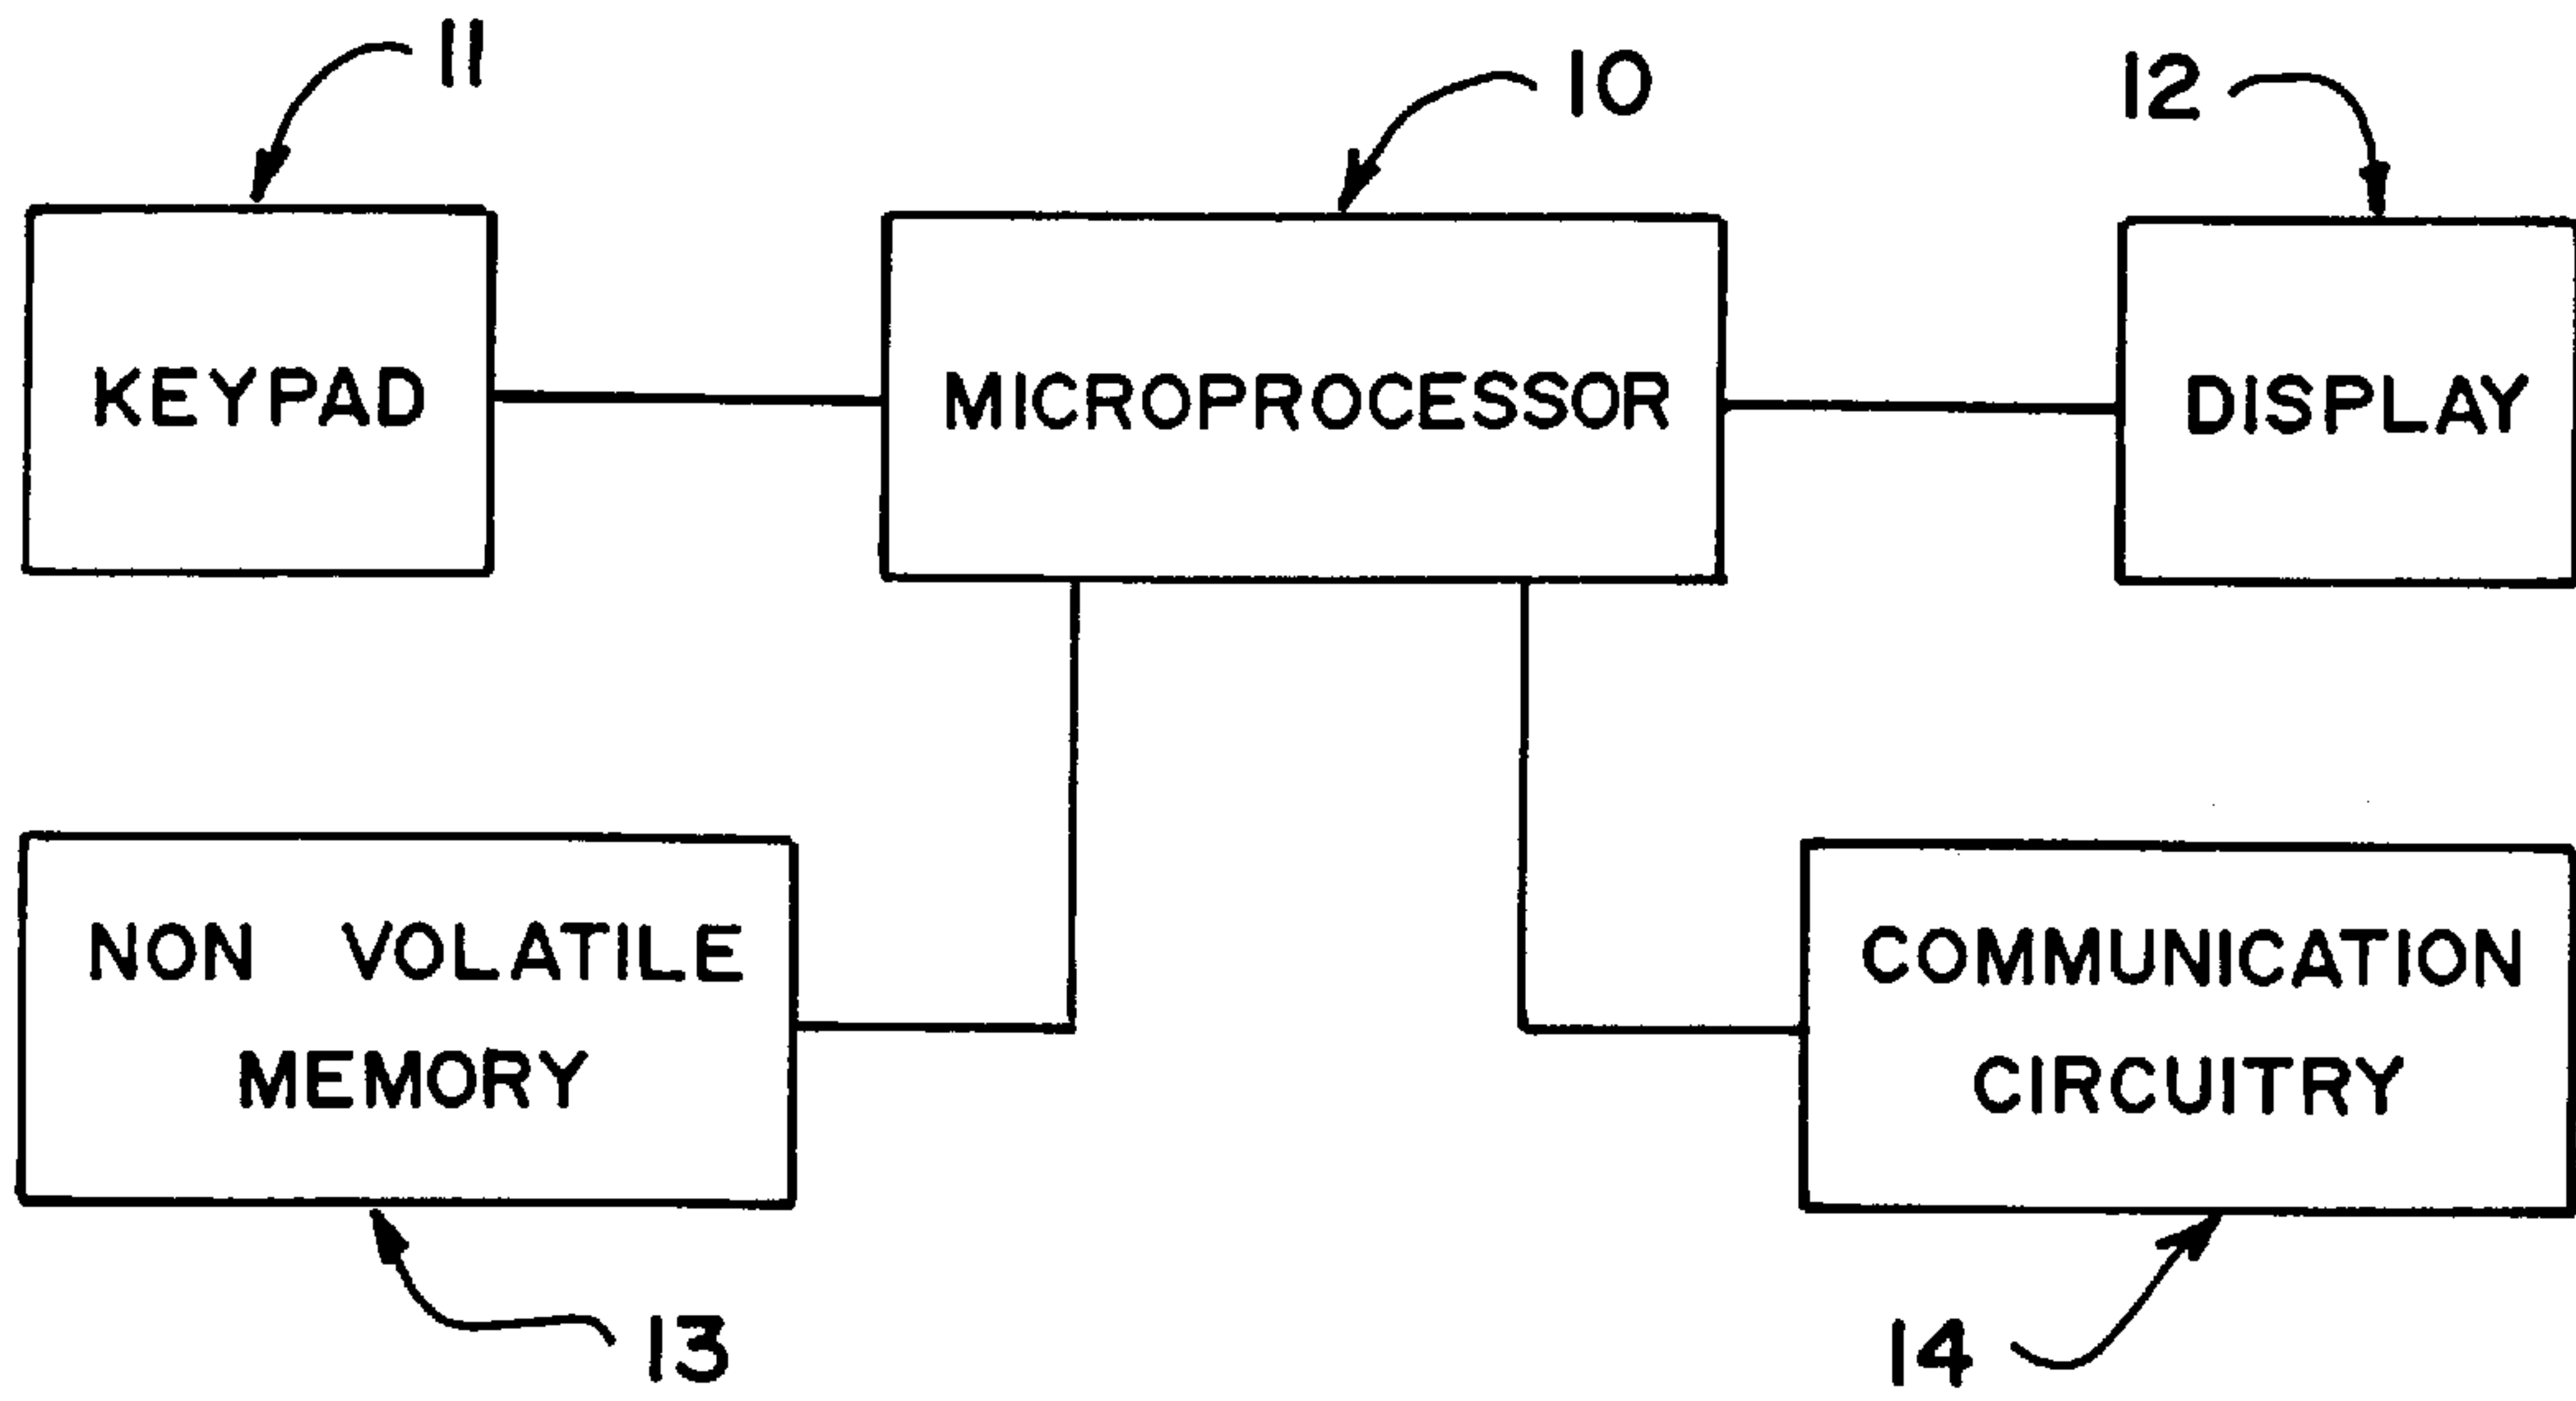 11
10
12
KEYPAD
MICROPROCESSOR
DISPLAY
NON VOLATILE
MEMORY
COMMUNICATION
CIRCUITRY
13
14